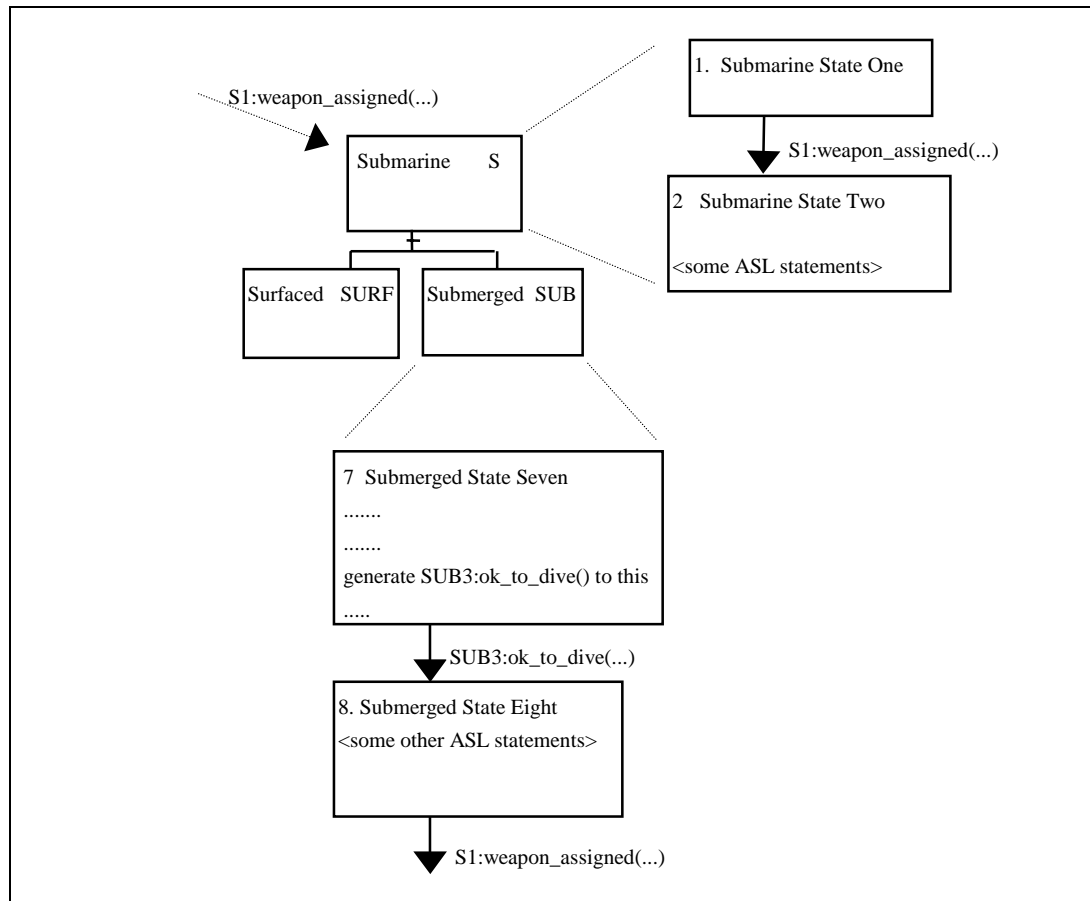 S1:weapon_assigned(...)
Submarine S
Surfaced SURF
Submerged SUB
1. Submarine State One
S1:weapon_assigned(...)
2 Submarine State Two
<some ASL statements>
7 Submerged State Seven
.......
.......
generate SUB3:ok_to_dive() to this
.....
SUB3:ok_to_dive(...)
8. Submerged State Eight
<some other ASL statements>
S1:weapon_assigned(...)